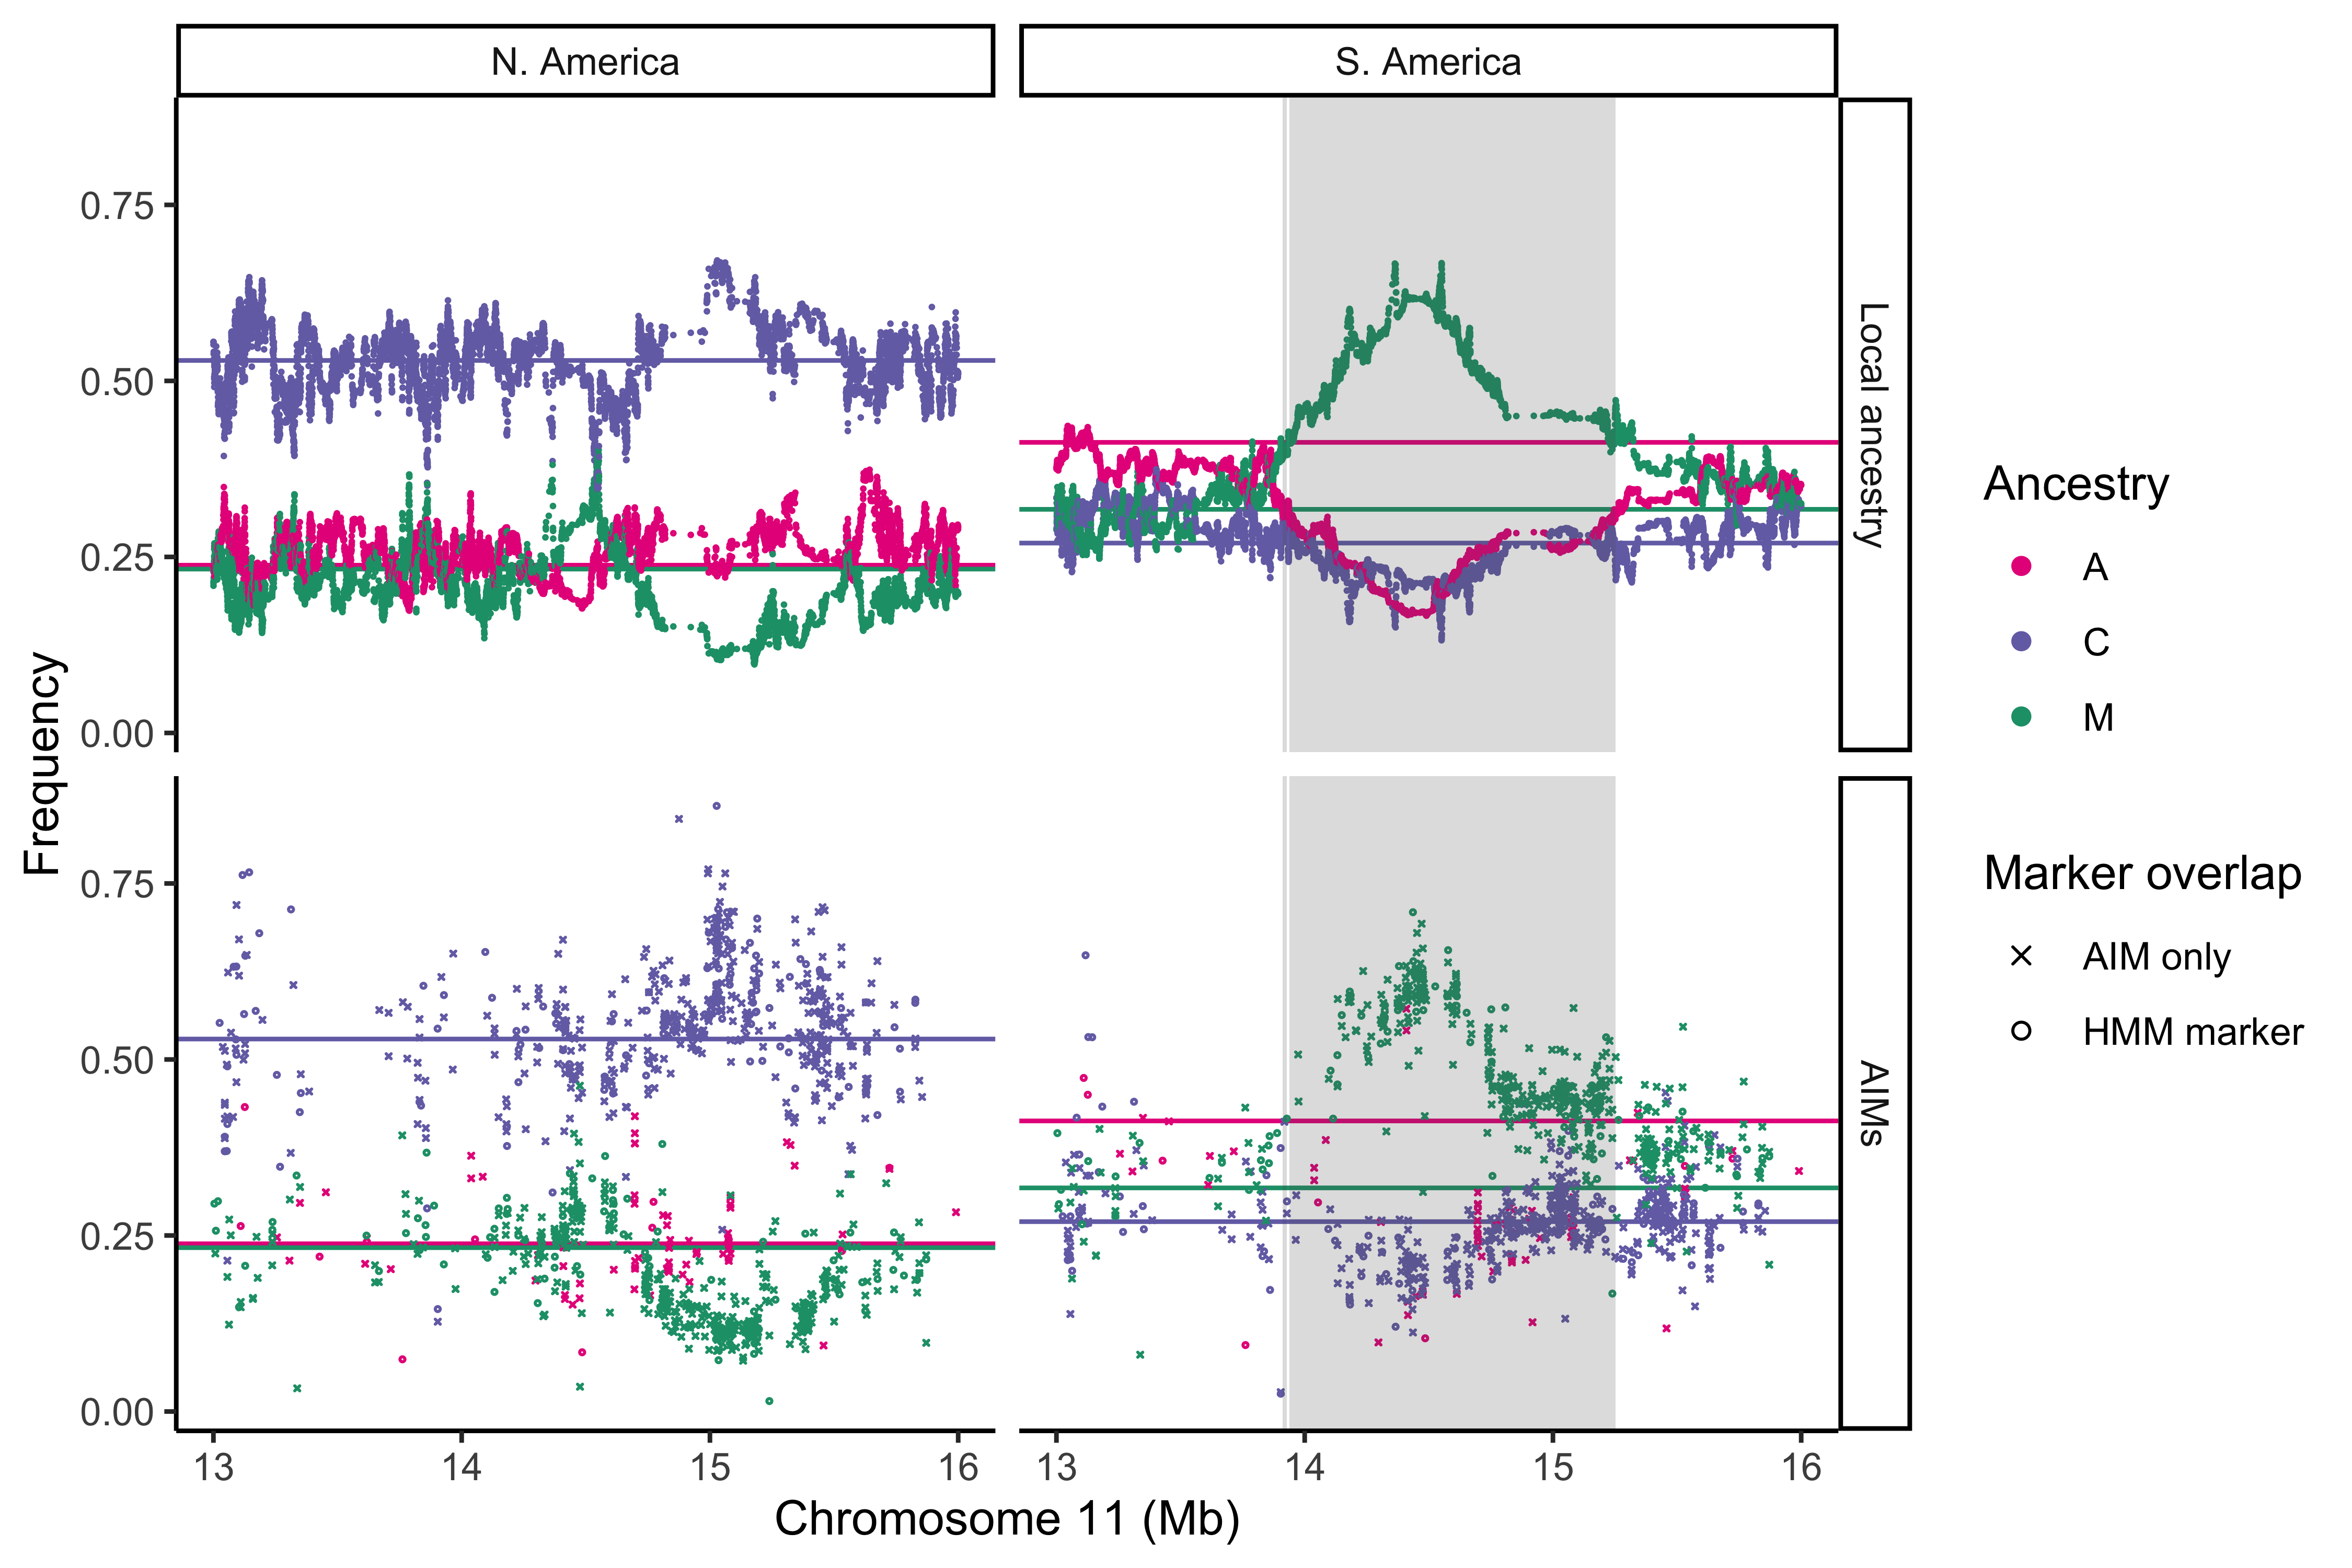 N. America
S. America
Frequency
0.75
0.50
0.25
0.00
Local ancestry
0.75
0.50
0.25
0.00
AIMs
13
14
15
16
13
14
15
16
Chromosome 11 (Mb)
Ancestry
A
C
M
Marker overlap
AIM only
HMM marker